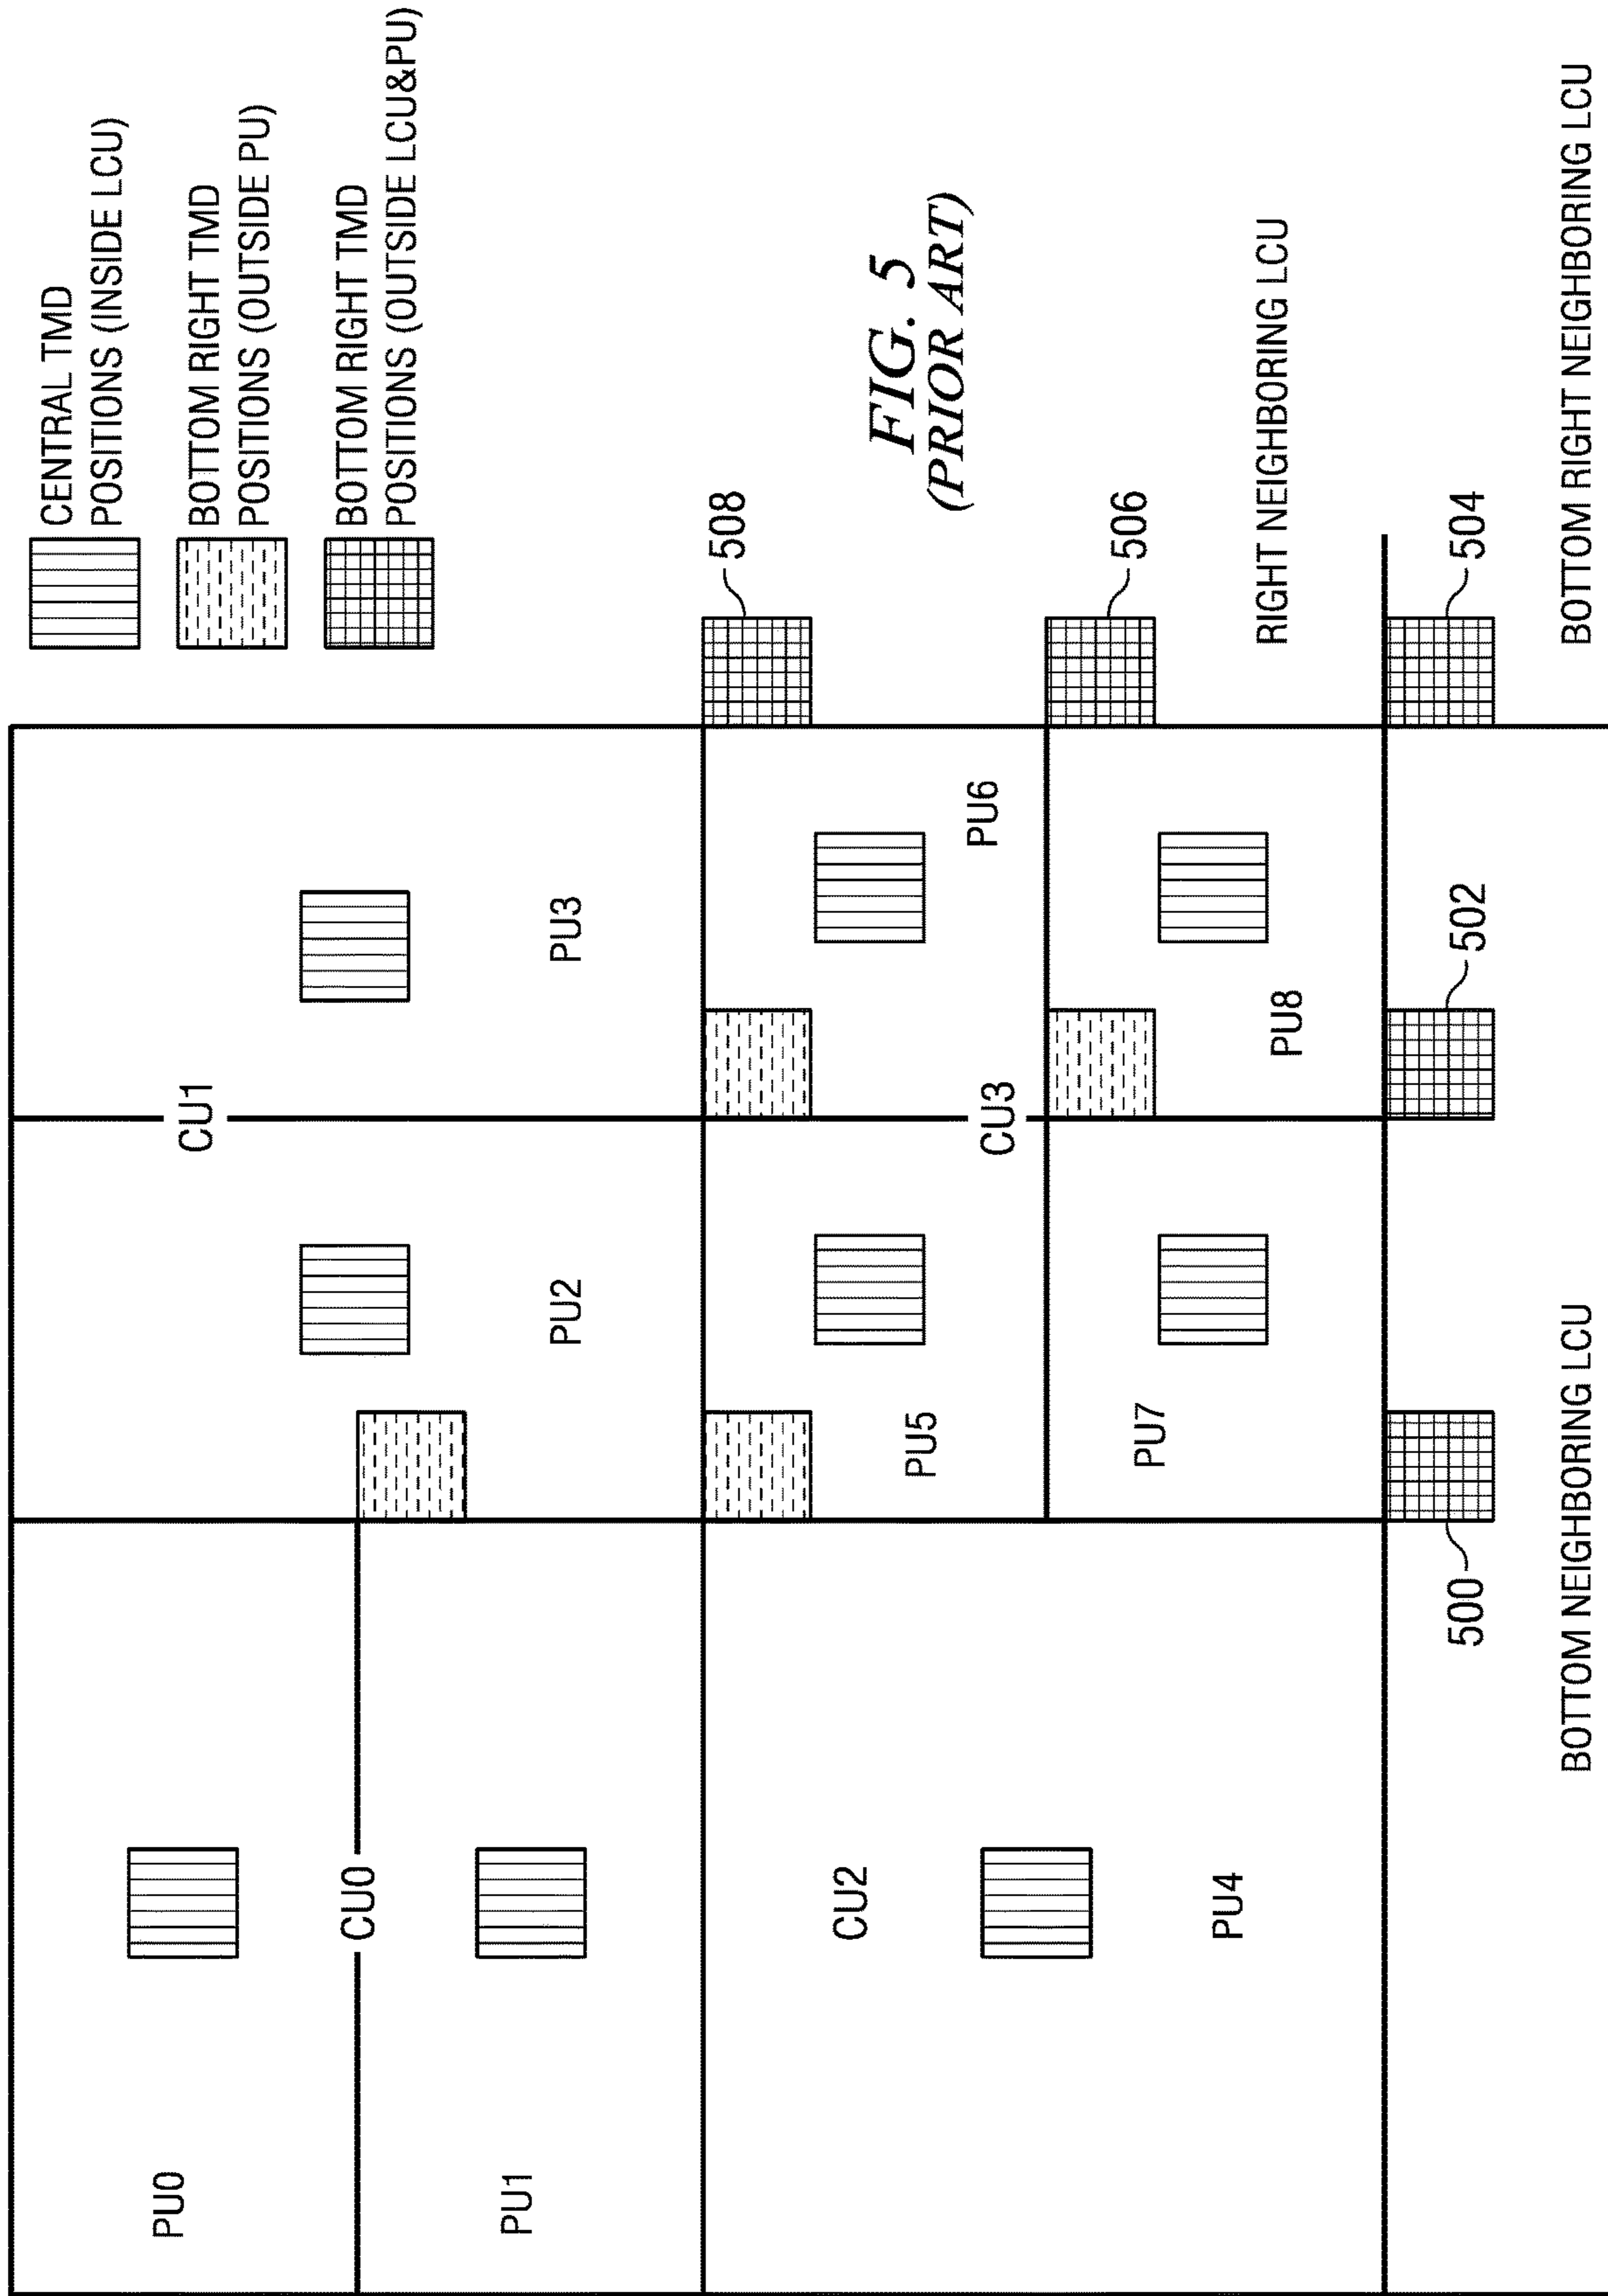 CENTRAL TMD
POSITIONS (INSIDE LCU)
BOTTOM RIGHT TMD
POSITIONS (OUTSIDE PU)
BOTTOM RIGHT TMD
POSITIONS (OUTSIDE LCU&PU)
PU0
CU0
PU1
CU1
PU2
PU3
CU2
PU4
PU5
CU3
PU6
PU7
PU8
508
506
504
502
500
FIG. 5
(PRIOR ART)
RIGHT NEIGHBORING LCU
BOTTOM NEIGHBORING LCU
BOTTOM RIGHT NEIGHBORING LCU